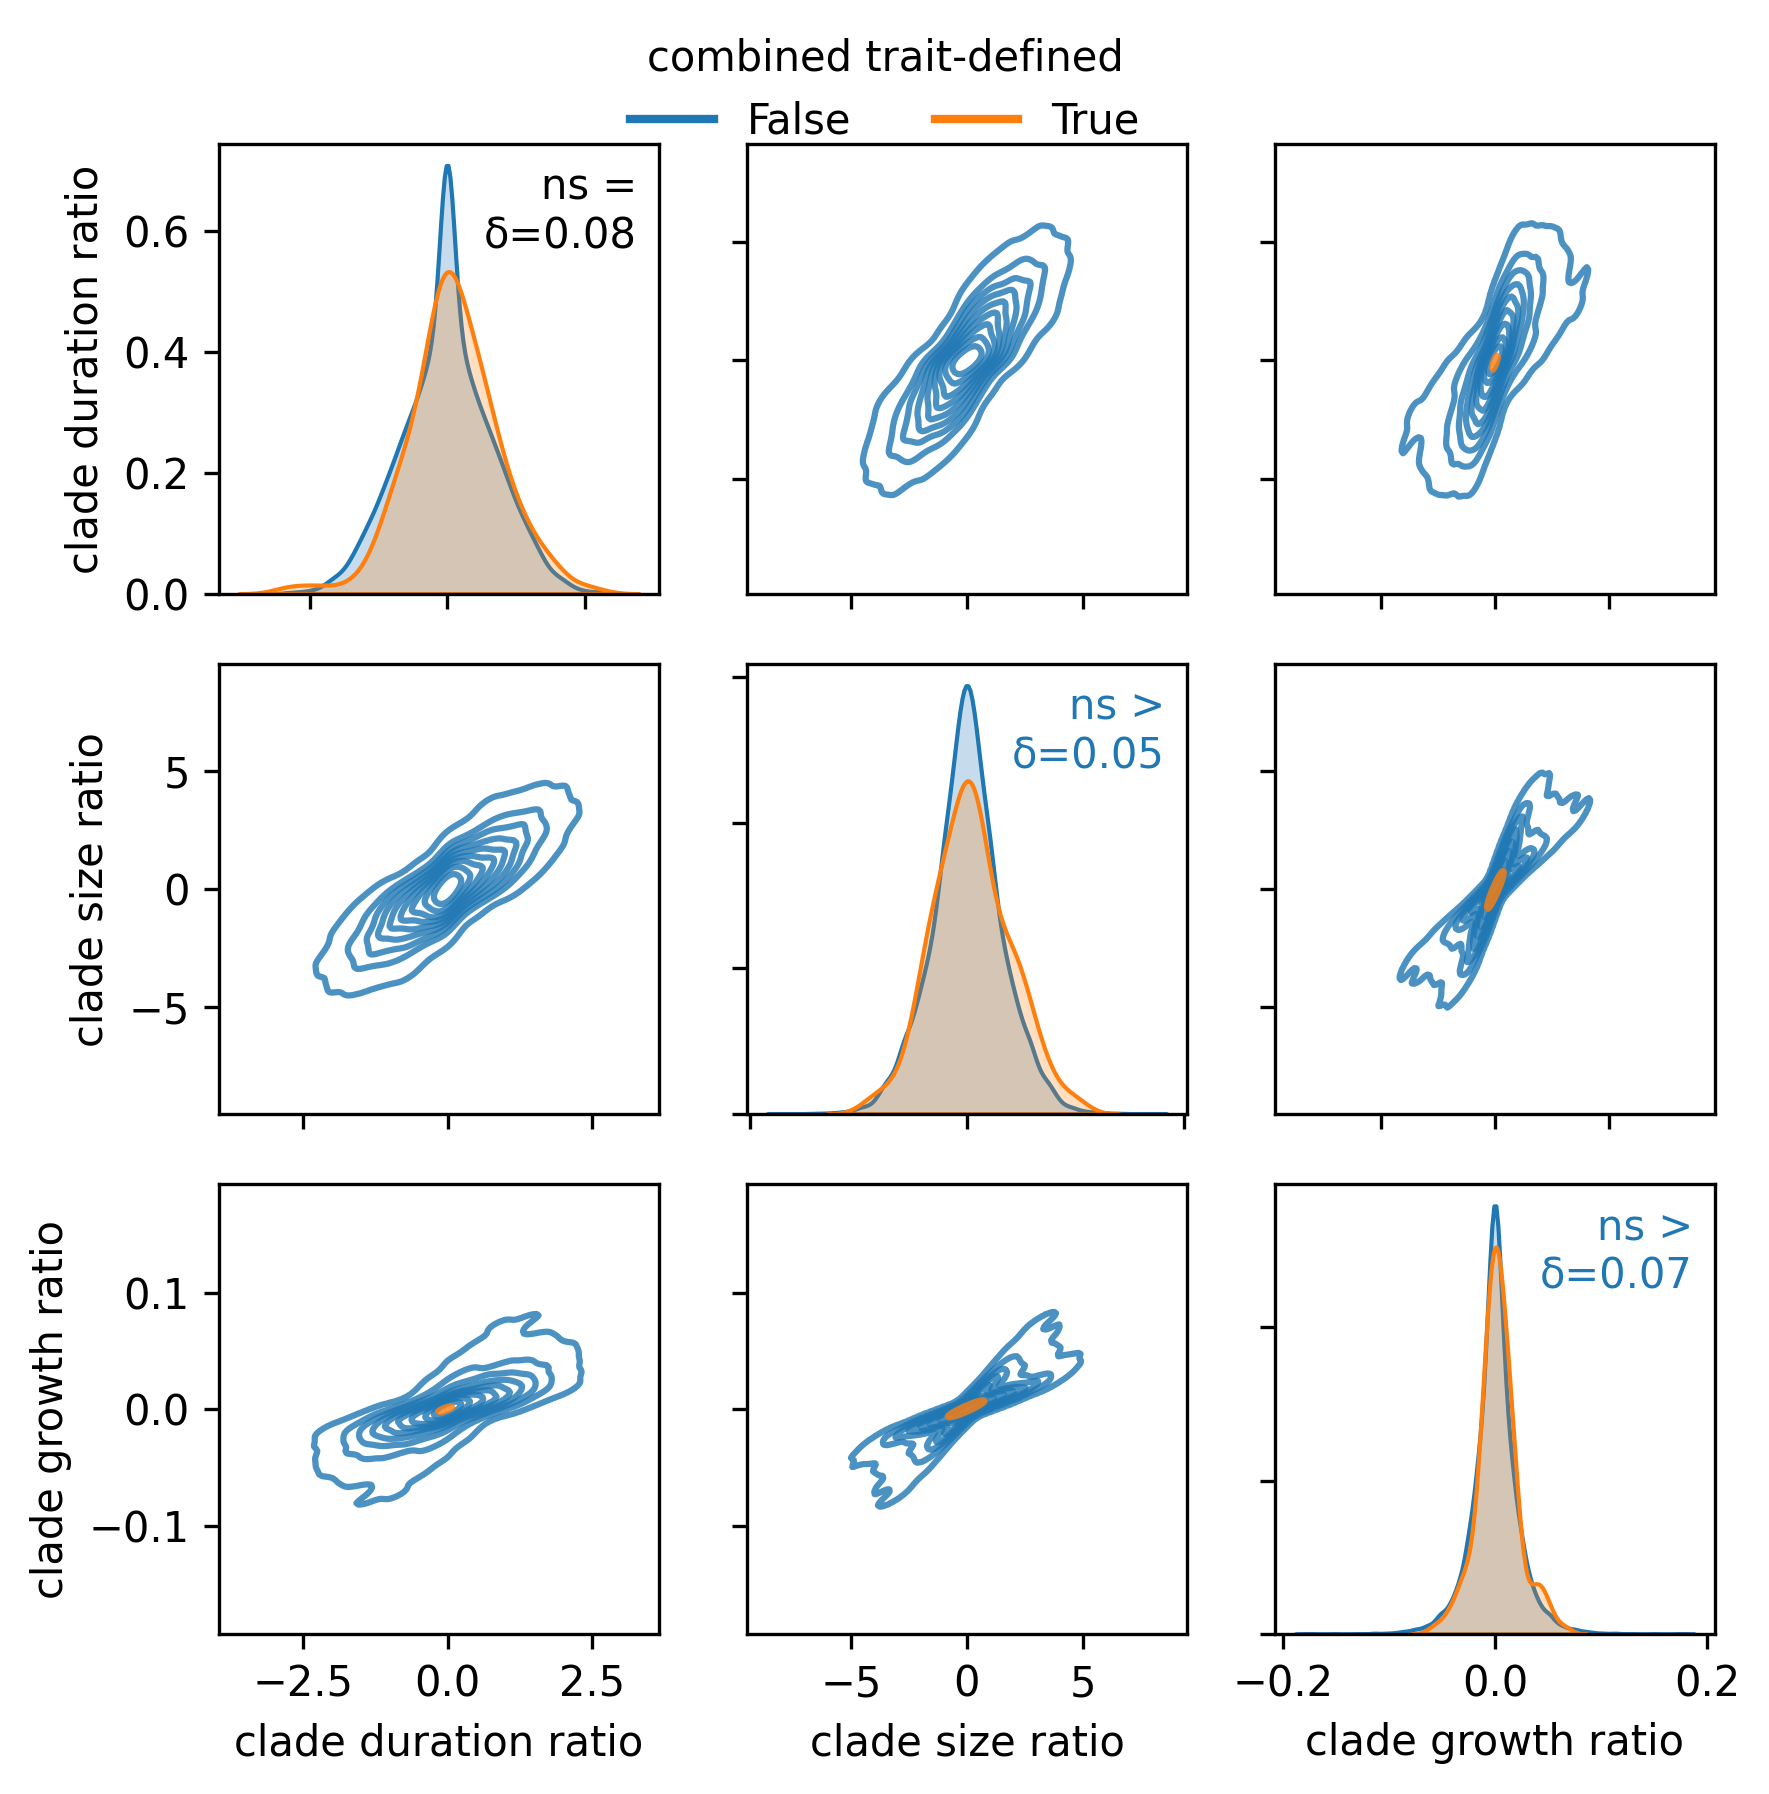 combined trait-defined
False True
clade duration ratio
0.6
0.4
0.2
0.0
ns =
δ=0.08
clade size ratio
5
0
−5
ns >
δ=0.05
clade growth ratio
0.1
0.0
−0.1
ns >
δ=0.07
−2.5 0.0 2.5
−5 0 5
−0.2 0.0 0.2
clade duration ratio
clade size ratio
clade growth ratio